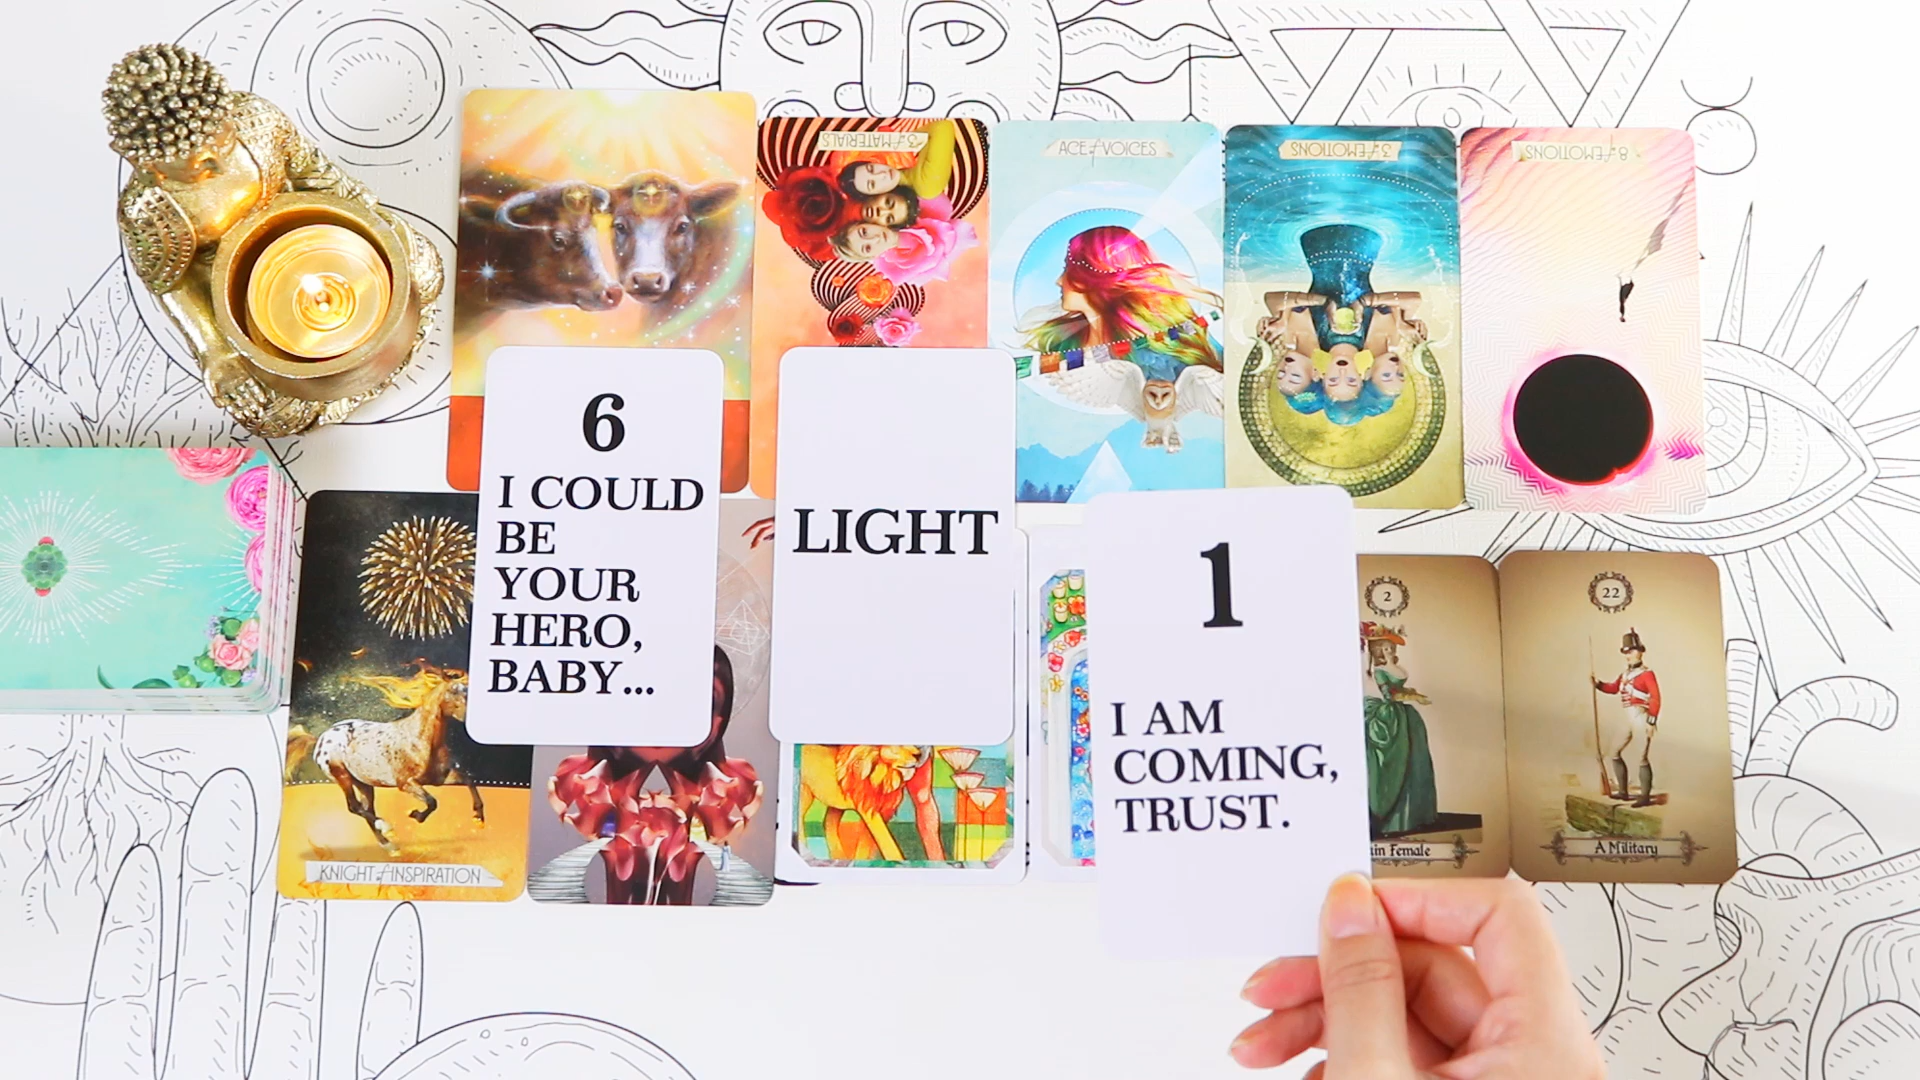 3 of MATERIALS
ACE of VOICES
3 of EMOTIONS
8 of EMOTIONS
6
I COULD
BE
YOUR
HERO,
BABY...
LIGHT
1
I AM
COMING,
TRUST.
2
22
KNIGHT of INSPIRATION
Female
A Military